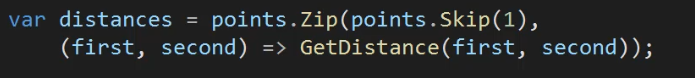 var distances = points.Zip(points.Skip(1),
(first, second) => GetDistance(first, second));